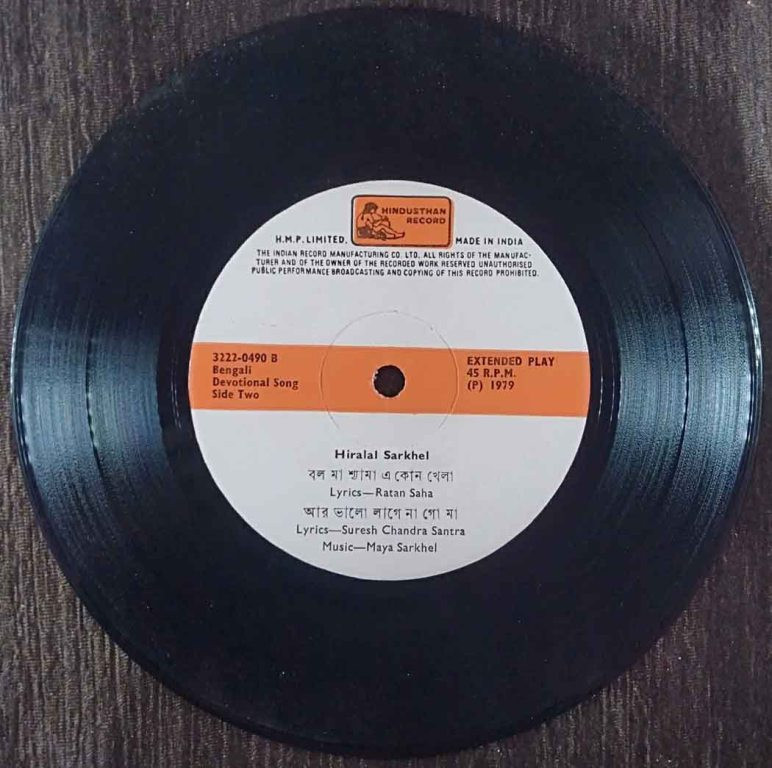 HINDUSTHAN
RECORD
H.M.P. LIMITED. MADE IN INDIA
THE INDIAN RECORD MANUFACTURING CO. LTD. ALL RIGHTS OF THE MANUFAC-
TURER AND OF THE OWNER OF THE RECORDED WORK RESERVED UNAUTHORISED
PUBLIC PERFORMANCE BROADCASTING AND COPYING OF THIS RECORD PROHIBITED.
3222-0490 B
Bengali
Devotional Song
Side Two
EXTENDED PLAY
45 R.P.M.
(P) 1979
Hiralal Sarkhel
বল মা শ্যামা এ কোন খেলা
Lyrics—Ratan Saha
আর ভালো লাগে না গো মা
Lyrics—Suresh Chandra Santra
Music—Maya Sarkhel